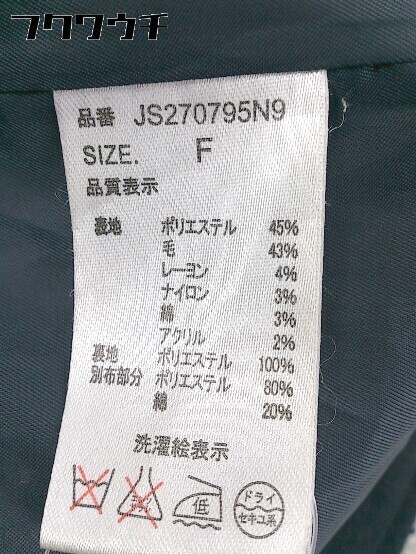 フクワウチ
品番 JS270795N9
SIZE. F
品質表示
表地 ポリエステル 45%
毛 43%
レーヨン 4%
ナイロン 3%
綿 3%
アクリル 2%
裏地 ポリエステル 100%
別布部分 ポリエステル 80%
綿 20%
洗濯絵表示
低
ドライ
セキユ系